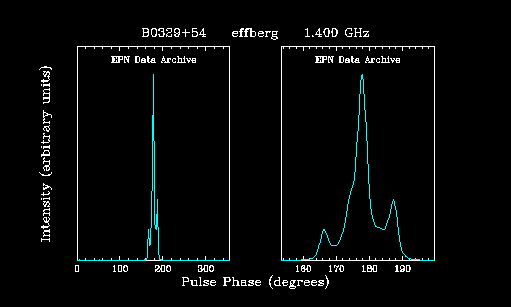 B0329+54 effberg 1.400 GHz
EPN Data Archive EPN Data Archive
Intensity (arbitrary units)
0 100 200 300 160 170 180 190
Pulse Phase (degrees)